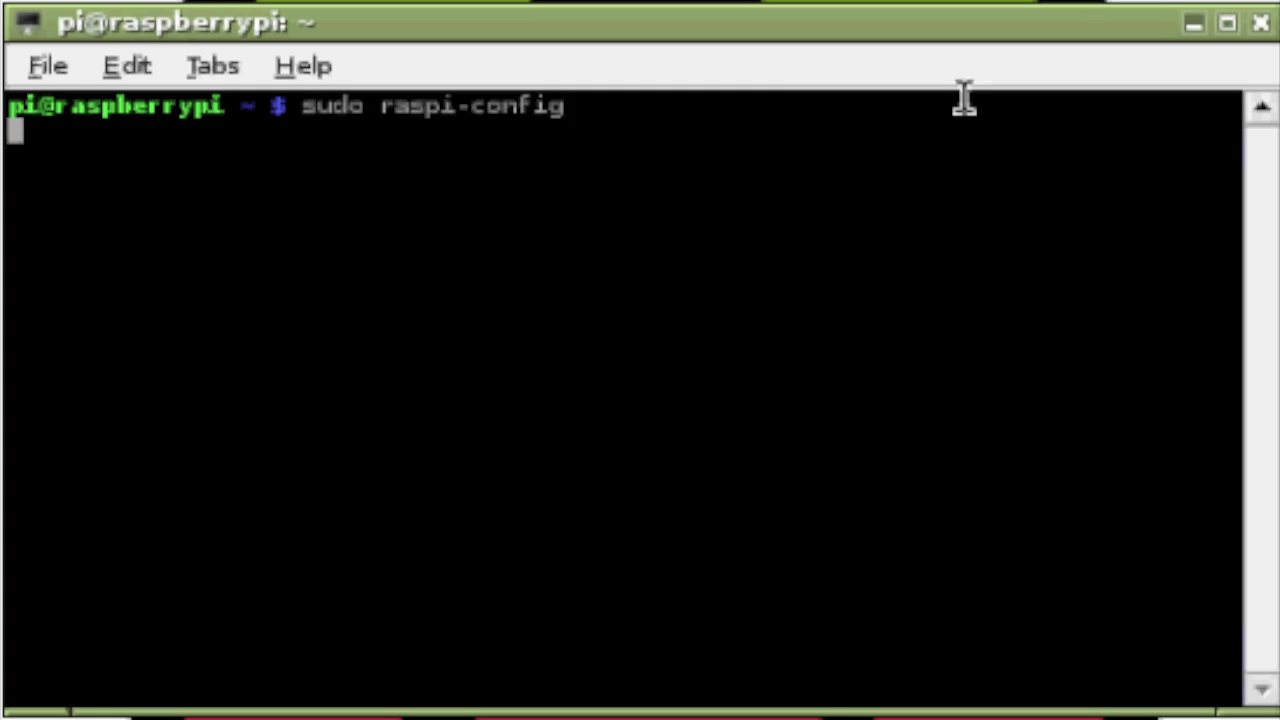 pi@raspberrypi: ~
File Edit Tabs Help
pi@raspberrypi ~ $ sudo raspi-config